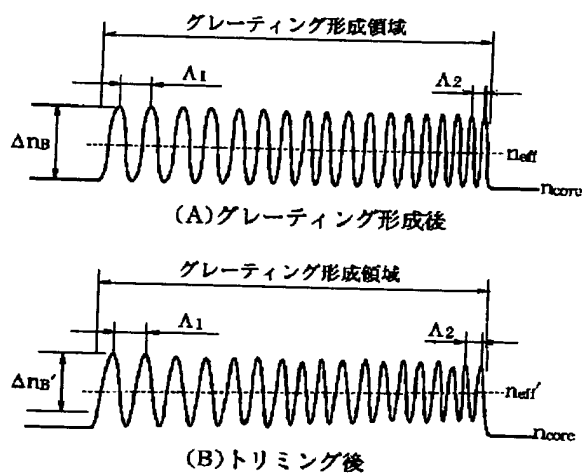 グレーティング形成領域
Λ1
Λ2
ΔnB
neff
ncore
(A)グレーティング形成後
グレーティング形成領域
Λ1
Λ2
ΔnB'
neff'
ncore
(B)トリミング後